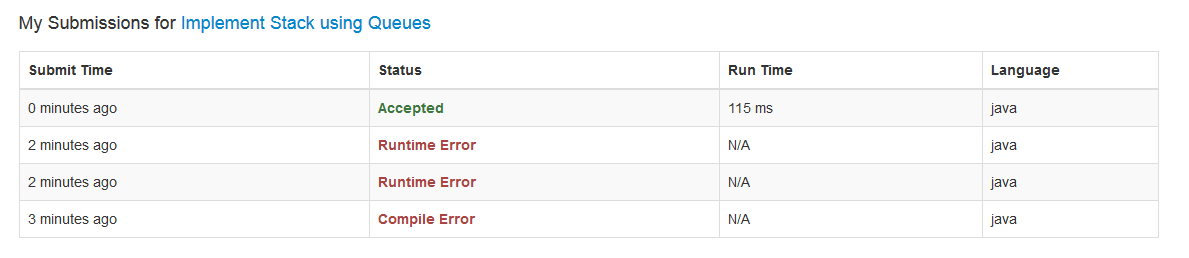 My Submissions for Implement Stack using Queues
Submit Time Status Run Time Language
0 minutes ago Accepted 115 ms java
2 minutes ago Runtime Error N/A java
2 minutes ago Runtime Error N/A java
3 minutes ago Compile Error N/A java